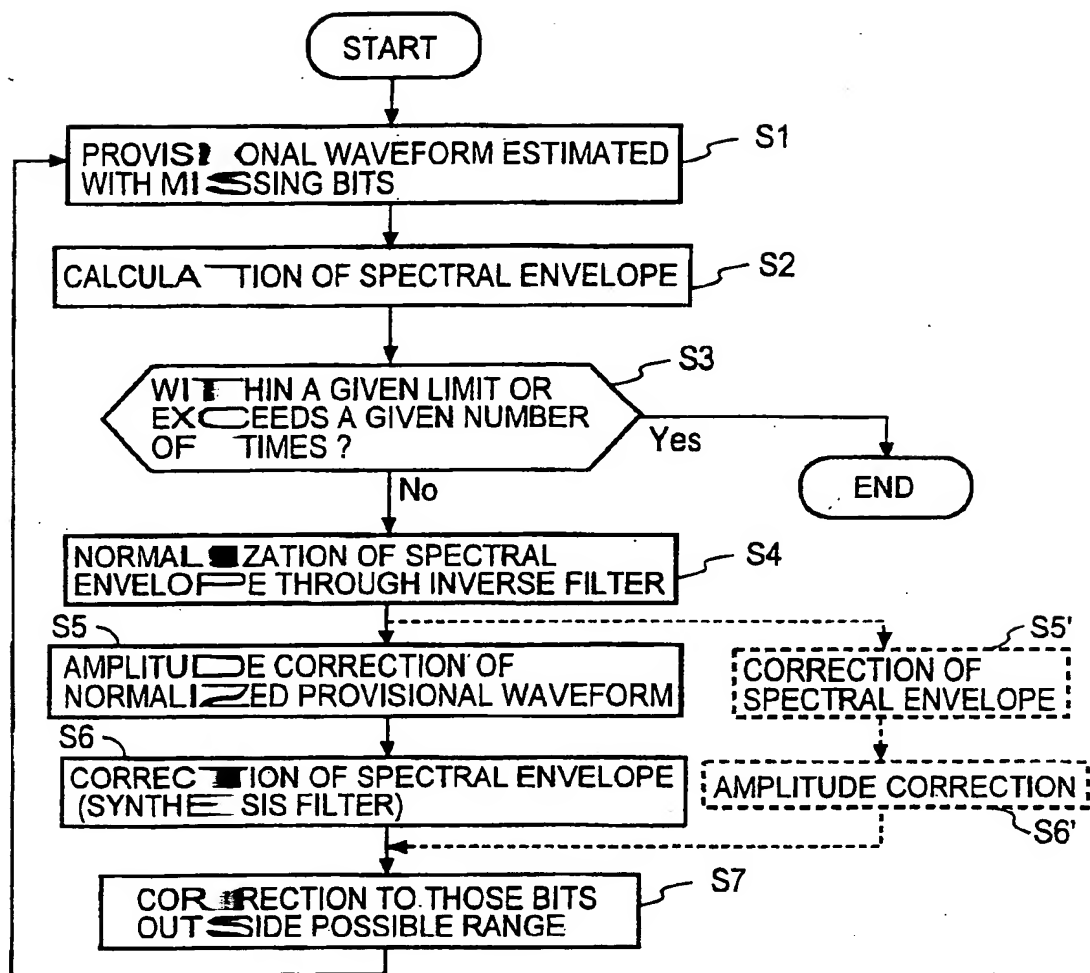 START
S1
PROVISIONAL WAVEFORM ESTIMATED
WITH MISSING BITS
S2
CALCULATION OF SPECTRAL ENVELOPE
S3
WITHIN A GIVEN LIMIT OR
EXCEEDS A GIVEN NUMBER
OF TIMES ?
Yes
END
No
S4
NORMALIZATION OF SPECTRAL
ENVELOPE THROUGH INVERSE FILTER
S5
AMPLITUDE CORRECTION OF
NORMALIZED PROVISIONAL WAVEFORM
S5'
CORRECTION OF
SPECTRAL ENVELOPE
S6
CORRECTION OF SPECTRAL ENVELOPE
(SYNTHESIS FILTER)
AMPLITUDE CORRECTION
S6'
S7
CORRECTION TO THOSE BITS
OUTSIDE POSSIBLE RANGE